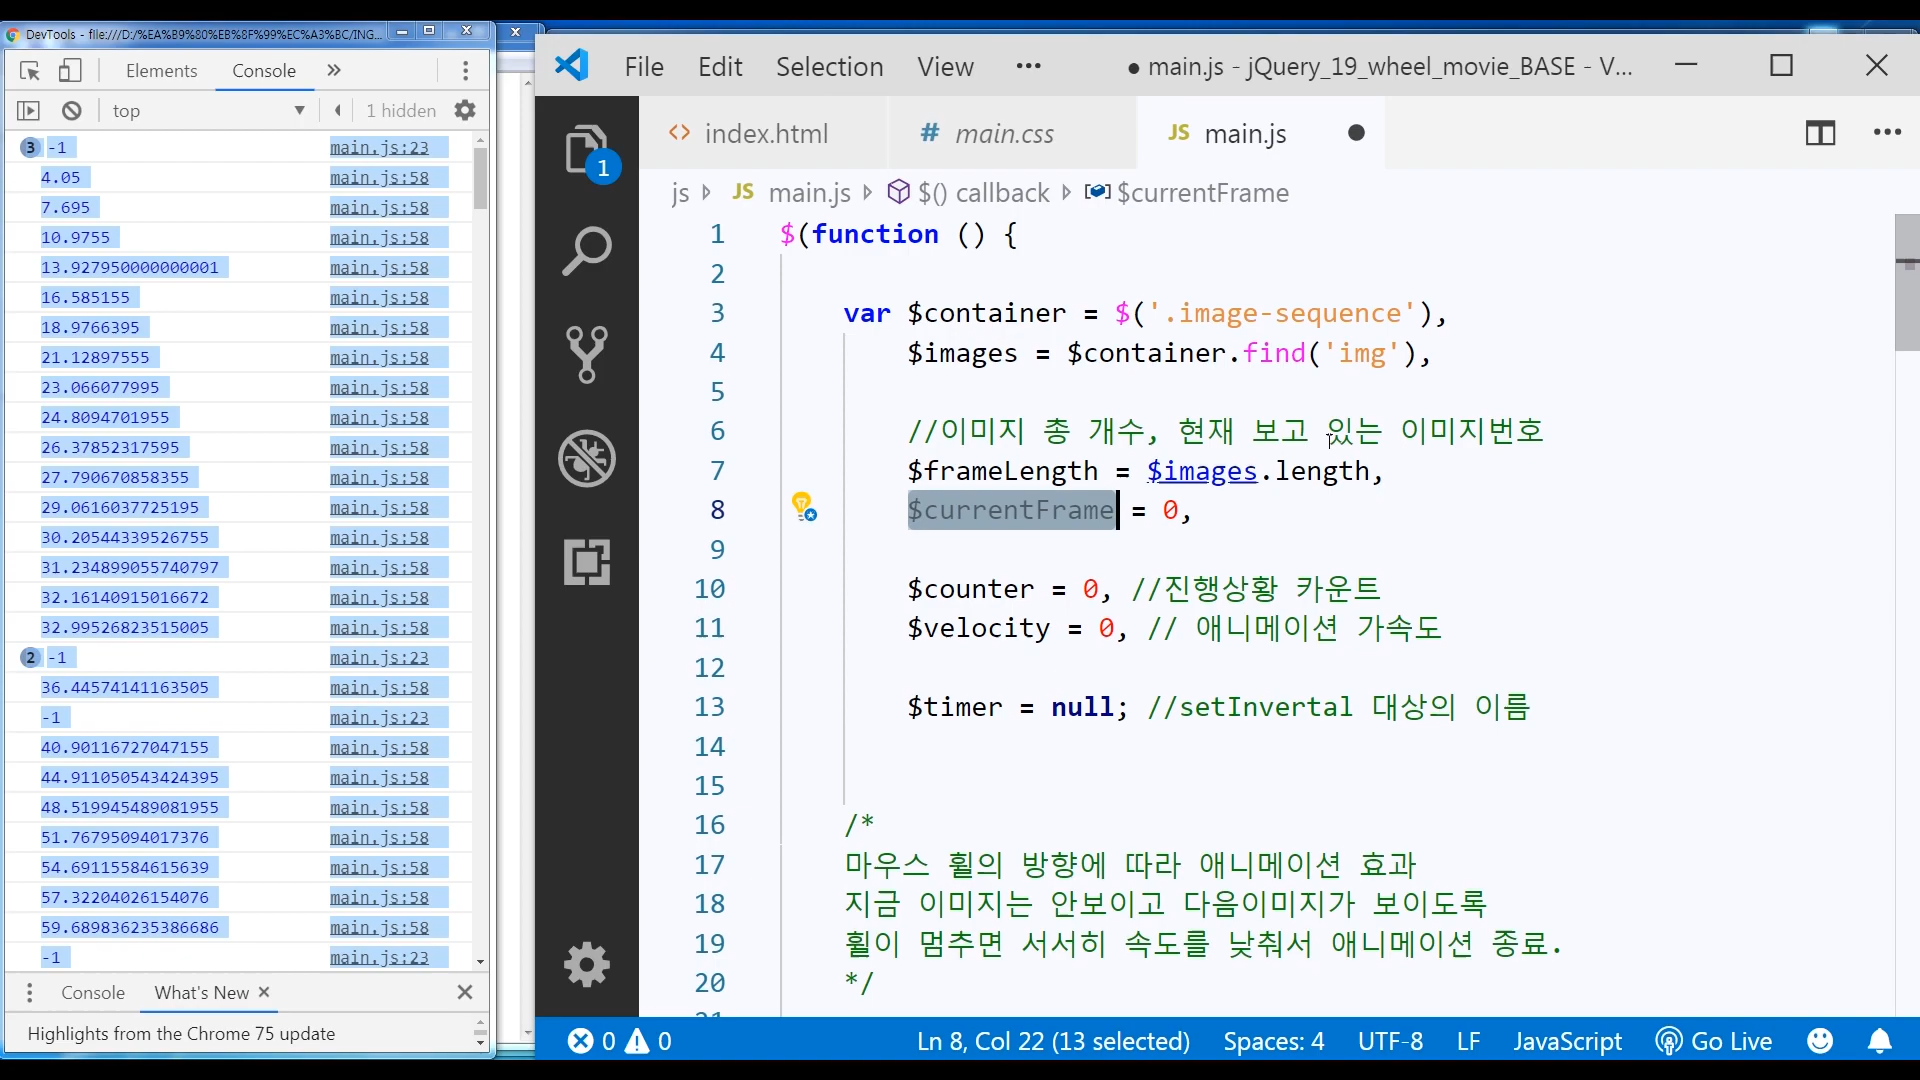 DevTools - file:///D:/%EA%B9%80%EB%8F%99%EC%A3%BC/ING...
Elements
Console
top
1 hidden
3 -1 main.js:23
4.05 main.js:58
7.695 main.js:58
10.9755 main.js:58
13.927950000000001 main.js:58
16.585155 main.js:58
18.9766395 main.js:58
21.12897555 main.js:58
23.066077995 main.js:58
24.8094701955 main.js:58
26.37852317595 main.js:58
27.790670858355 main.js:58
29.0616037725195 main.js:58
30.20544339526755 main.js:58
31.234899055740797 main.js:58
32.16140915016672 main.js:58
32.99526823515005 main.js:58
2 -1 main.js:23
36.44574141163505 main.js:58
-1 main.js:23
40.90116727047155 main.js:58
44.911050543424395 main.js:58
48.519945489081955 main.js:58
51.76795094017376 main.js:58
54.69115584615639 main.js:58
57.32204026154076 main.js:58
59.689836235386686 main.js:58
-1 main.js:23
Console
What's New
Highlights from the Chrome 75 update
File Edit Selection View ••• ● main.js - jQuery_19_wheel_movie_BASE - V...
1
<> index.html
# main.css
JS main.js ●
js JS main.js $() callback $currentFrame
1 $(function () {
2
3 var $container = $('.image-sequence'),
4 $images = $container.find('img'),
5
6 //이미지 총 개수, 현재 보고 있는 이미지번호
7 $frameLength = $images.length,
8 $currentFrame = 0,
9
10 $counter = 0, //진행상황 카운트
11 $velocity = 0, // 애니메이션 가속도
12
13 $timer = null; //setInvertal 대상의 이름
14
15
16 /*
17 마우스 휠의 방향에 따라 애니메이션 효과
18 지금 이미지는 안보이고 다음이미지가 보이도록
19 휠이 멈추면 서서히 속도를 낮춰서 애니메이션 종료.
20 */
21
0 0 Ln 8, Col 22 (13 selected) Spaces: 4 UTF-8 LF JavaScript Go Live